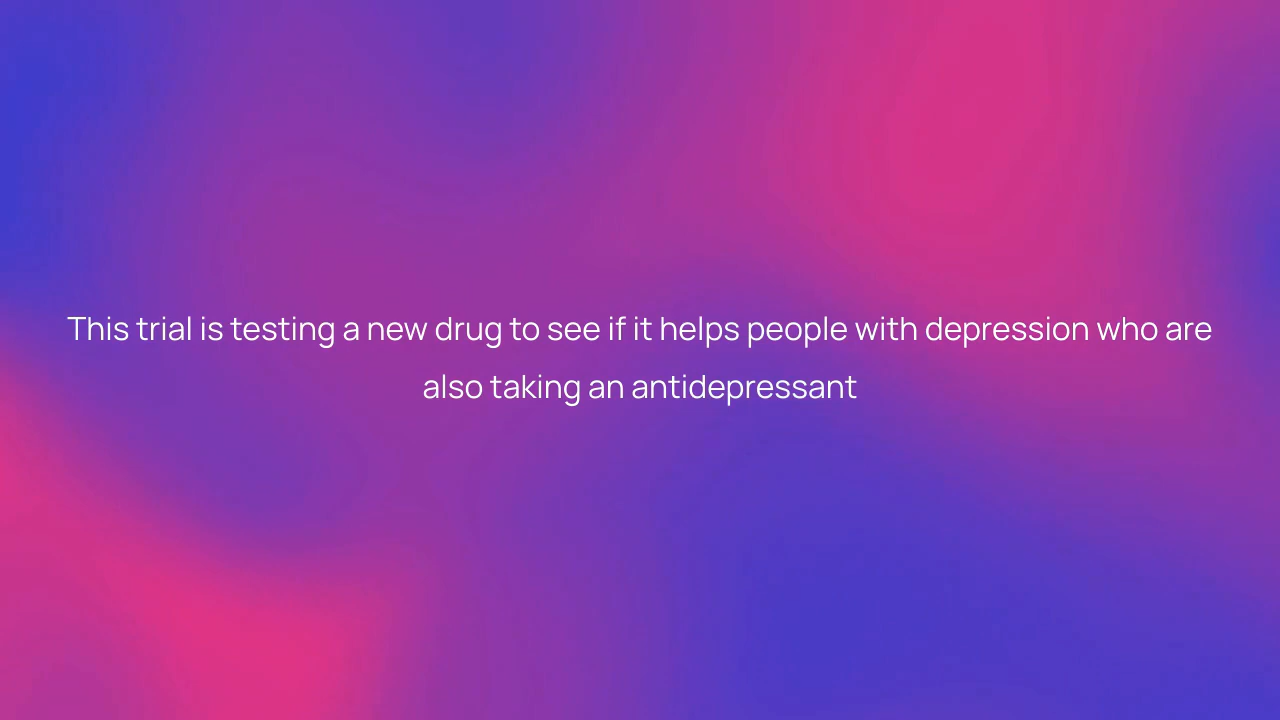 This trial is testing a new drug to see if it helps people with depression who are
also taking an antidepressant